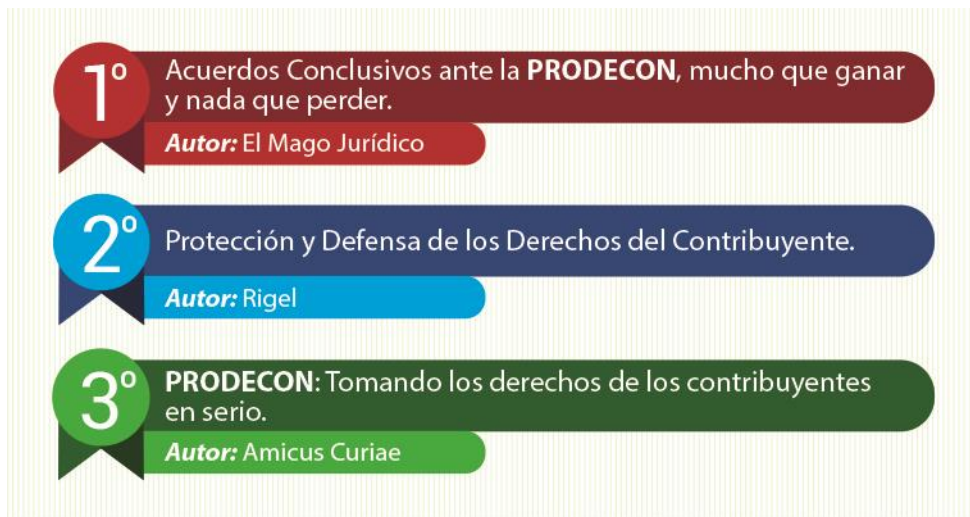 1º
Acuerdos Conclusivos ante la PRODECON, mucho que ganar
y nada que perder.
Autor: El Mago Jurídico
2º
Protección y Defensa de los Derechos del Contribuyente.
Autor: Rigel
3º
PRODECON: Tomando los derechos de los contribuyentes
en serio.
Autor: Amicus Curiae